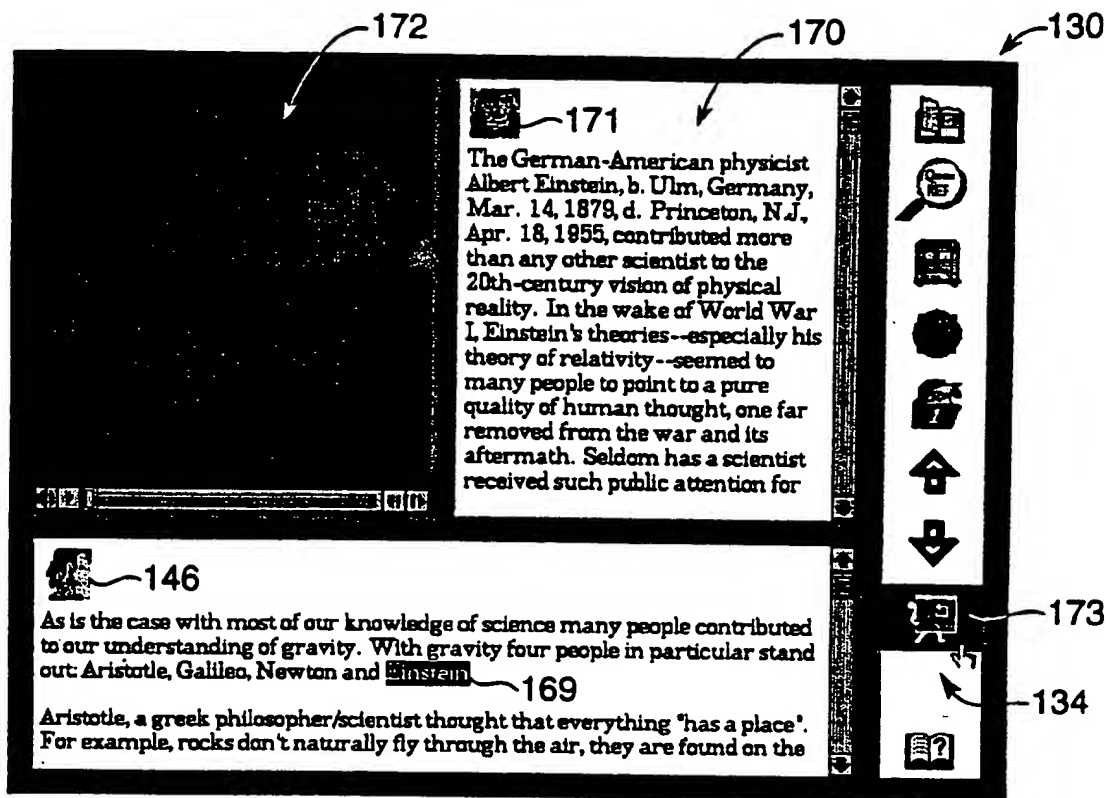 172
170
130
171
The German-American physicist
Albert Einstein, b. Ulm, Germany,
Mar. 14, 1879, d. Princeton, N.J.,
Apr. 18, 1955, contributed more
than any other scientist to the
20th-century vision of physical
reality. In the wake of World War
I, Einstein's theories--especially his
theory of relativity--seemed to
many people to point to a pure
quality of human thought, one far
removed from the war and its
aftermath. Seldom has a scientist
received such public attention for
REF
146
As is the case with most of our knowledge of science many people contributed
to our understanding of gravity. With gravity four people in particular stand
out: Aristotle, Galileo, Newton and Einstein
169
Aristotle, a greek philosopher/scientist thought that everything "has a place".
For example, rocks don't naturally fly through the air, they are found on the
173
134
?